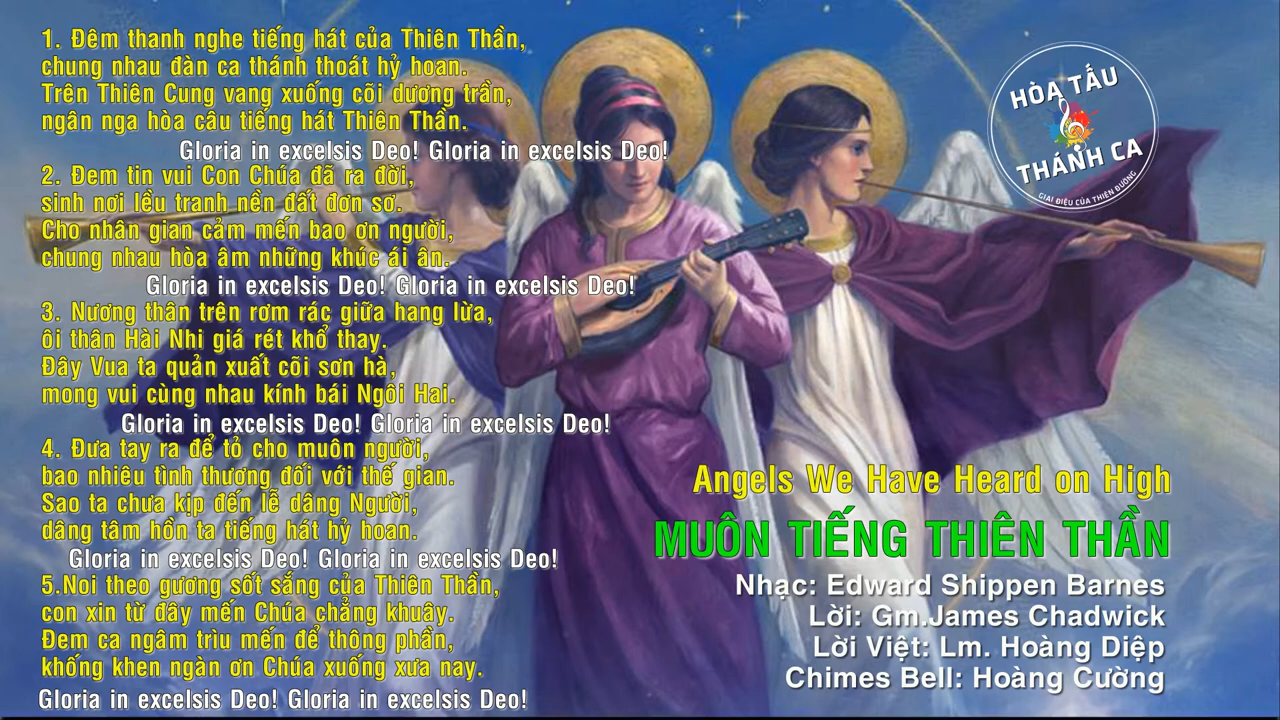 1. Đêm thanh nghe tiếng hát của Thiên Thần,
chung nhau đàn ca thánh thoát hỷ hoan.
Trên Thiên Cung vang xuống cõi dương trần,
ngân nga hòa câu tiếng hát Thiên Thần.
Gloria in excelsis Deo! Gloria in excelsis Deo!
2. Đem tin vui Con Chúa đã ra đời,
sinh nơi lều tranh nền đất đơn sơ.
Cho nhân gian cảm mến bao ơn người,
chung nhau hòa âm những khúc ái ân.
Gloria in excelsis Deo! Gloria in excelsis Deo!
3. Nương thân trên rơm rác giữa hang lừa,
ôi thân Hài Nhi giá rét khổ thay.
Đây Vua ta quản xuất cõi sơn hà,
mong vui cùng nhau kính bái Ngôi Hai.
Gloria in excelsis Deo! Gloria in excelsis Deo!
4. Đưa tay ra để tỏ cho muôn người,
bao nhiêu tình thương đối với thế gian.
Sao ta chưa kịp đến lễ dâng Người,
dâng tâm hồn ta tiếng hát hỷ hoan.
Gloria in excelsis Deo! Gloria in excelsis Deo!
5.Noi theo gương sốt sắng của Thiên Thần,
con xin từ đây mến Chúa chẳng khuây.
Đem ca ngâm trìu mến để thông phần,
khống khen ngàn ơn Chúa xuống xưa nay.
Gloria in excelsis Deo! Gloria in excelsis Deo!
HÒA TẤU
THÁNH CA
GIAI ĐIỆU CỦA THIÊN ĐƯỜNG
Angels We Have Heard on High
MUÔN TIẾNG THIÊN THẦN
Nhạc: Edward Shippen Barnes
Lời: Gm.James Chadwick
Lời Việt: Lm. Hoàng Diệp
Chimes Bell: Hoàng Cường